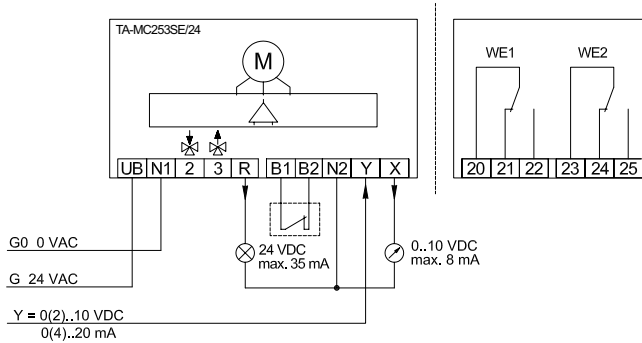 TA-MC253SE/24
M
WE1 WE2
UB N1 2 3 R B1 B2 N2 Y X
20 21 22 23 24 25
G0 0 VAC
24 VDC
max. 35 mA
0..10 VDC
max. 8 mA
G 24 VAC
Y = 0(2)..10 VDC
0(4)..20 mA